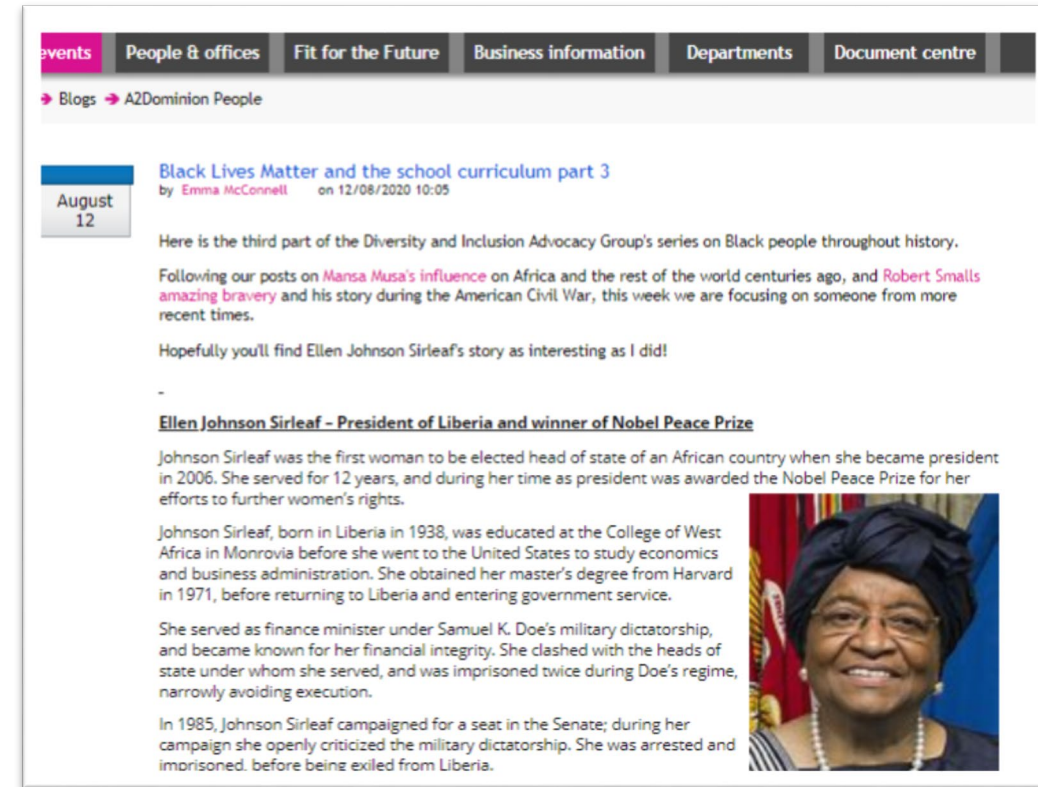 events People & offices Fit for the Future Business information Departments Document centre
Blogs A2Dominion People
Black Lives Matter and the school curriculum part 3
by Emma McConnell on 12/08/2020 10:05
August
12
Here is the third part of the Diversity and Inclusion Advocacy Group's series on Black people throughout history.
Following our posts on Mansa Musa's influence on Africa and the rest of the world centuries ago, and Robert Smalls
amazing bravery and his story during the American Civil War, this week we are focusing on someone from more
recent times.
Hopefully you'll find Ellen Johnson Sirleaf's story as interesting as I did!
-
Ellen Johnson Sirleaf – President of Liberia and winner of Nobel Peace Prize
Johnson Sirleaf was the first woman to be elected head of state of an African country when she became president
in 2006. She served for 12 years, and during her time as president was awarded the Nobel Peace Prize for her
efforts to further women's rights.
Johnson Sirleaf, born in Liberia in 1938, was educated at the College of West
Africa in Monrovia before she went to the United States to study economics
and business administration. She obtained her master's degree from Harvard
in 1971, before returning to Liberia and entering government service.
She served as finance minister under Samuel K. Doe's military dictatorship,
and became known for her financial integrity. She clashed with the heads of
state under whom she served, and was imprisoned twice during Doe's regime,
narrowly avoiding execution.
In 1985, Johnson Sirleaf campaigned for a seat in the Senate; during her
campaign she openly criticized the military dictatorship. She was arrested and
imprisoned, before being exiled from Liberia.